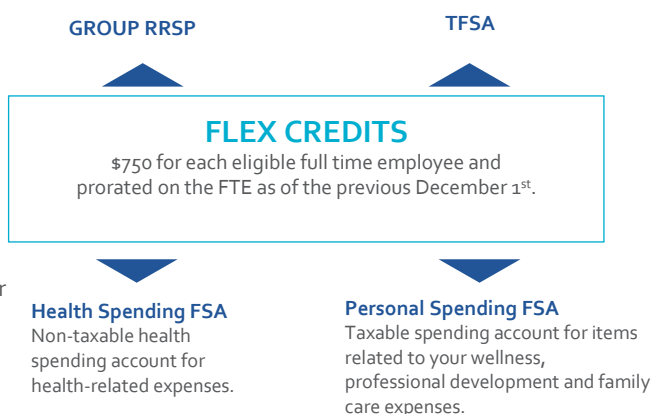 GROUP RRSP
TFSA
FLEX CREDITS
$750 for each eligible full time employee and
prorated on the FTE as of the previous December 1st.
r
Health Spending FSA
Non-taxable health
spending account for
health-related expenses.
Personal Spending FSA
Taxable spending account for items
related to your wellness,
professional development and family
care expenses.